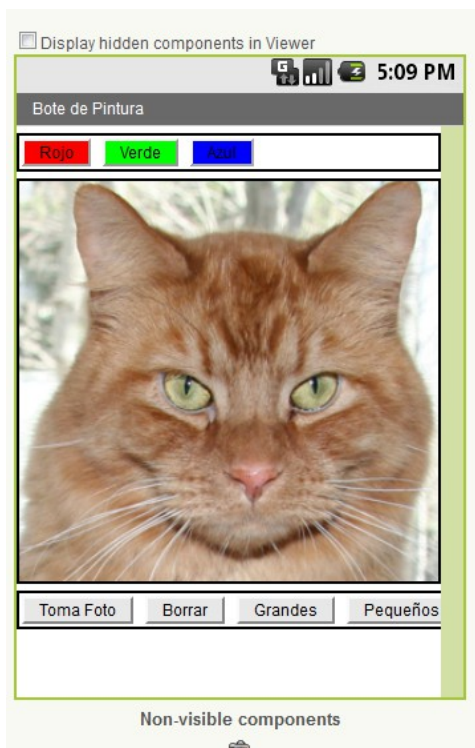 Display hidden components in Viewer
5:09 PM
Bote de Pintura
Rojo Verde Azul
Toma Foto Borrar Grandes Pequeños
Non-visible components